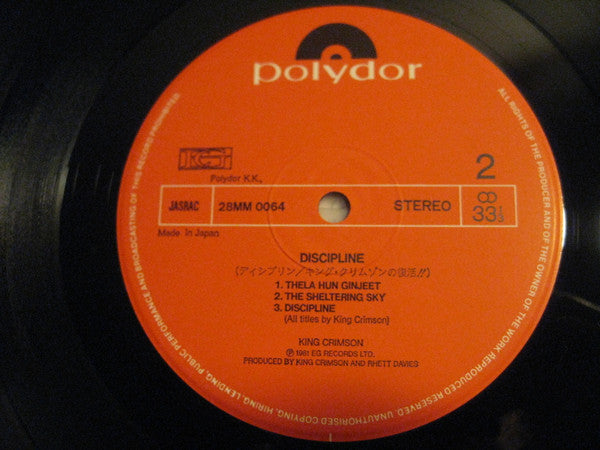 polydor
EG
2
Polydor K.K.,
JASRAC
28MM 0064
STEREO
33 1/3
Made in Japan
DISCIPLINE
(ディシプリン/キング・クリムゾンの復活!!)
1. THELA HUN GINJEET
2. THE SHELTERING SKY
3. DISCIPLINE
(All titles by King Crimson)
KING CRIMSON
Ⓟ 1981 EG RECORDS LTD.
PRODUCED BY KING CRIMSON AND RHETT DAVIES
ALL RIGHTS OF THE PRODUCER AND OF THE OWNER OF THE WORK REPRODUCED RESERVED. UNAUTHORISED COPYING, HIRING, LENDING, PUBLIC PERFORMANCE AND BROADCASTING OF THIS RECORD PROHIBITED.